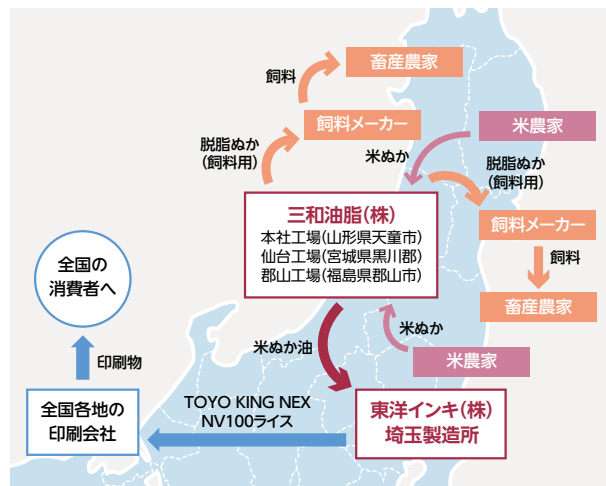 飼料
畜産農家
脱脂ぬか
(飼料用)
飼料メーカー
米農家
米ぬか
脱脂ぬか
(飼料用)
三和油脂(株)
本社工場(山形県天童市)
仙台工場(宮城県黒川郡)
郡山工場(福島県郡山市)
飼料メーカー
飼料
畜産農家
全国の
消費者へ
米ぬか油
米ぬか
米農家
印刷物
全国各地の
印刷会社
TOYO KING NEX
NV100ライス
東洋インキ(株)
埼玉製造所